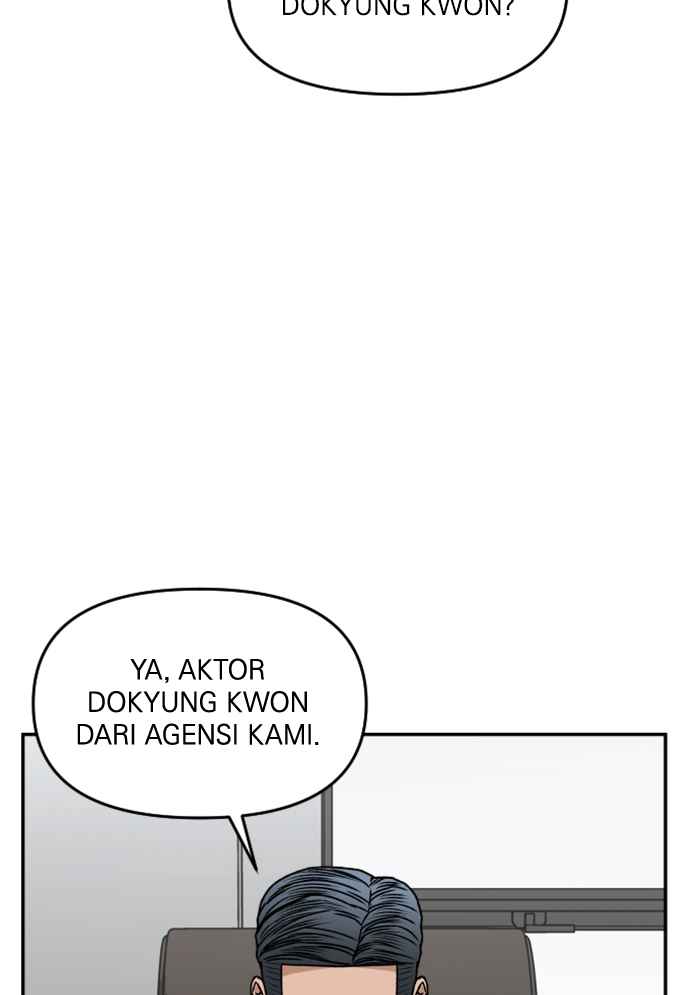 DOKYUNG KWON?
YA, AKTOR
DOKYUNG KWON
DARI AGENSI KAMI.